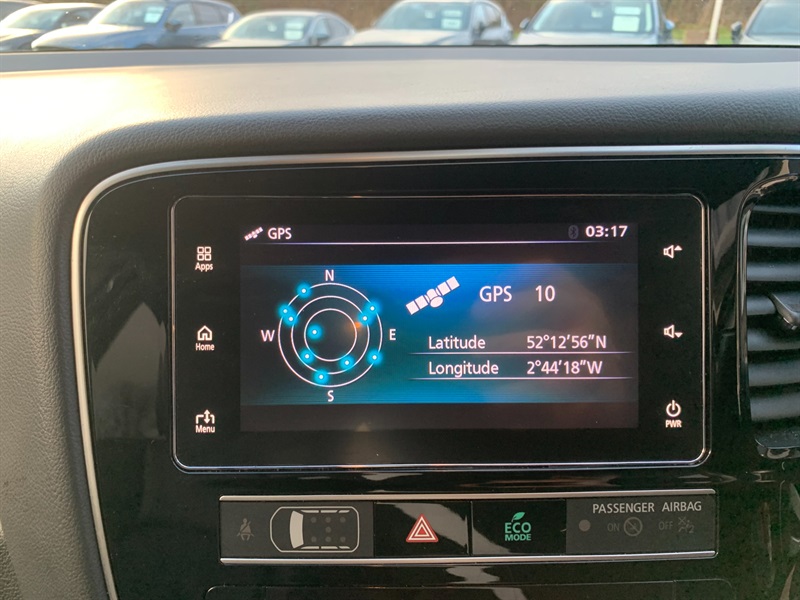 GPS
03:17
Apps
Home
Menu
N
W
E
S
GPS 10
Latitude 52°12'56"N
Longitude 2°44'18"W
PWR
ECO
MODE
PASSENGER AIRBAG
ON
OFF